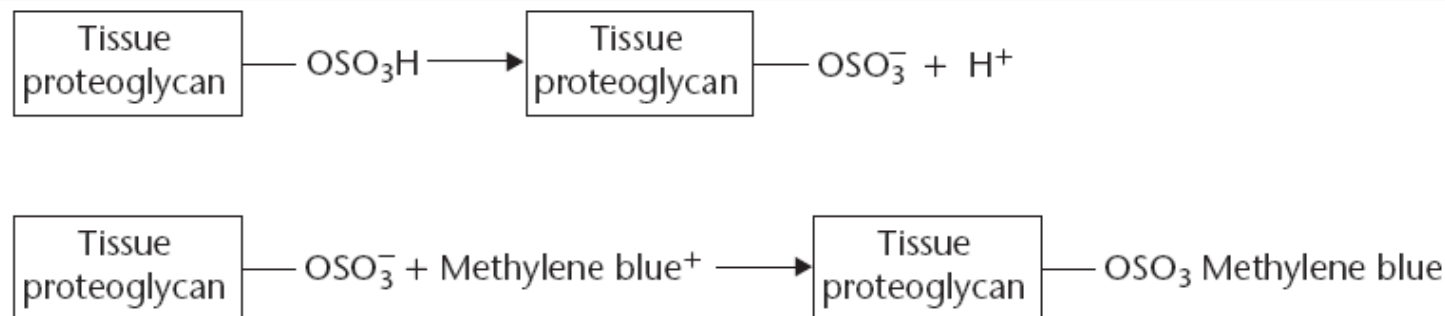 Tissue proteoglycan — OSO₃H → Tissue proteoglycan — OSO₃⁻ + H⁺
Tissue proteoglycan — OSO₃⁻ + Methylene blue⁺ → Tissue proteoglycan — OSO₃ Methylene blue